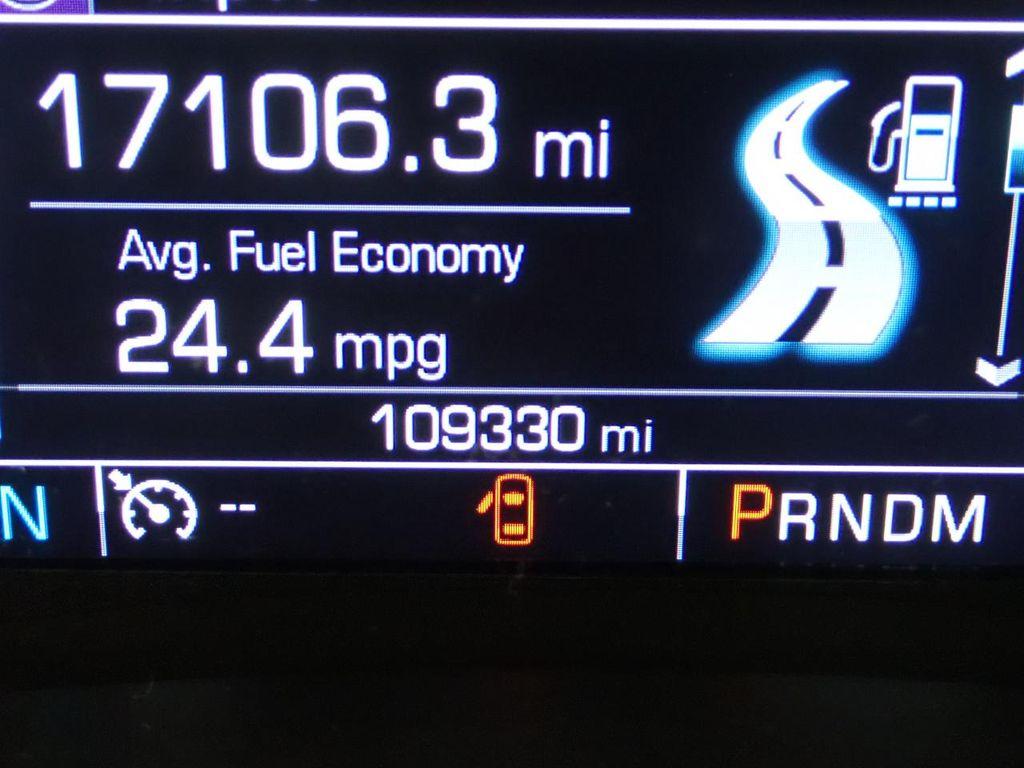 17106.3 mi
Avg. Fuel Economy
24.4 mpg
109330 mi
N -- PRNDM